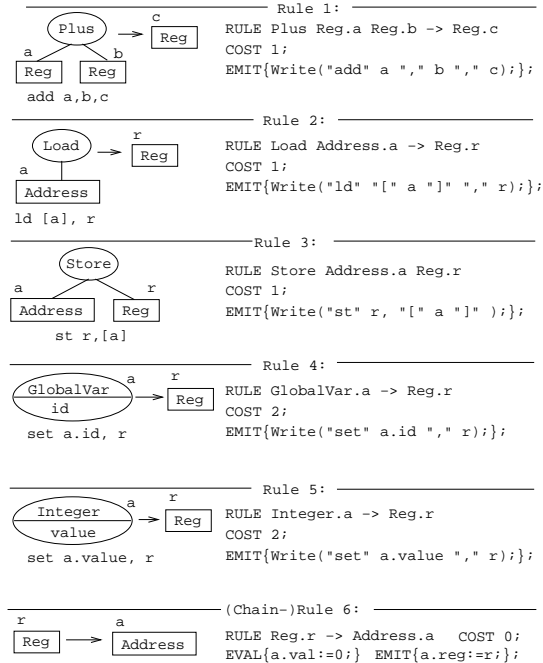 Rule 1:
Plus
c
Reg
a
b
Reg
Reg
add a,b,c
RULE Plus Reg.a Reg.b -> Reg.c
COST 1;
EMIT{Write("add" a "," b "," c);};
Rule 2:
Load
r
Reg
a
Address
ld [a], r
RULE Load Address.a -> Reg.r
COST 1;
EMIT{Write("ld" "[" a "]" "," r);};
Rule 3:
Store
a
r
Address
Reg
st r,[a]
RULE Store Address.a Reg.r
COST 1;
EMIT{Write("st" r, "[" a "]" );};
Rule 4:
GlobalVar
id
a
r
Reg
set a.id, r
RULE GlobalVar.a -> Reg.r
COST 2;
EMIT{Write("set" a.id "," r);};
Rule 5:
Integer
value
a
r
Reg
set a.value, r
RULE Integer.a -> Reg.r
COST 2;
EMIT{Write("set" a.value "," r);};
(Chain-)Rule 6:
r
a
Reg
Address
RULE Reg.r -> Address.a COST 0;
EVAL{a.val:=0;} EMIT{a.reg:=r;};